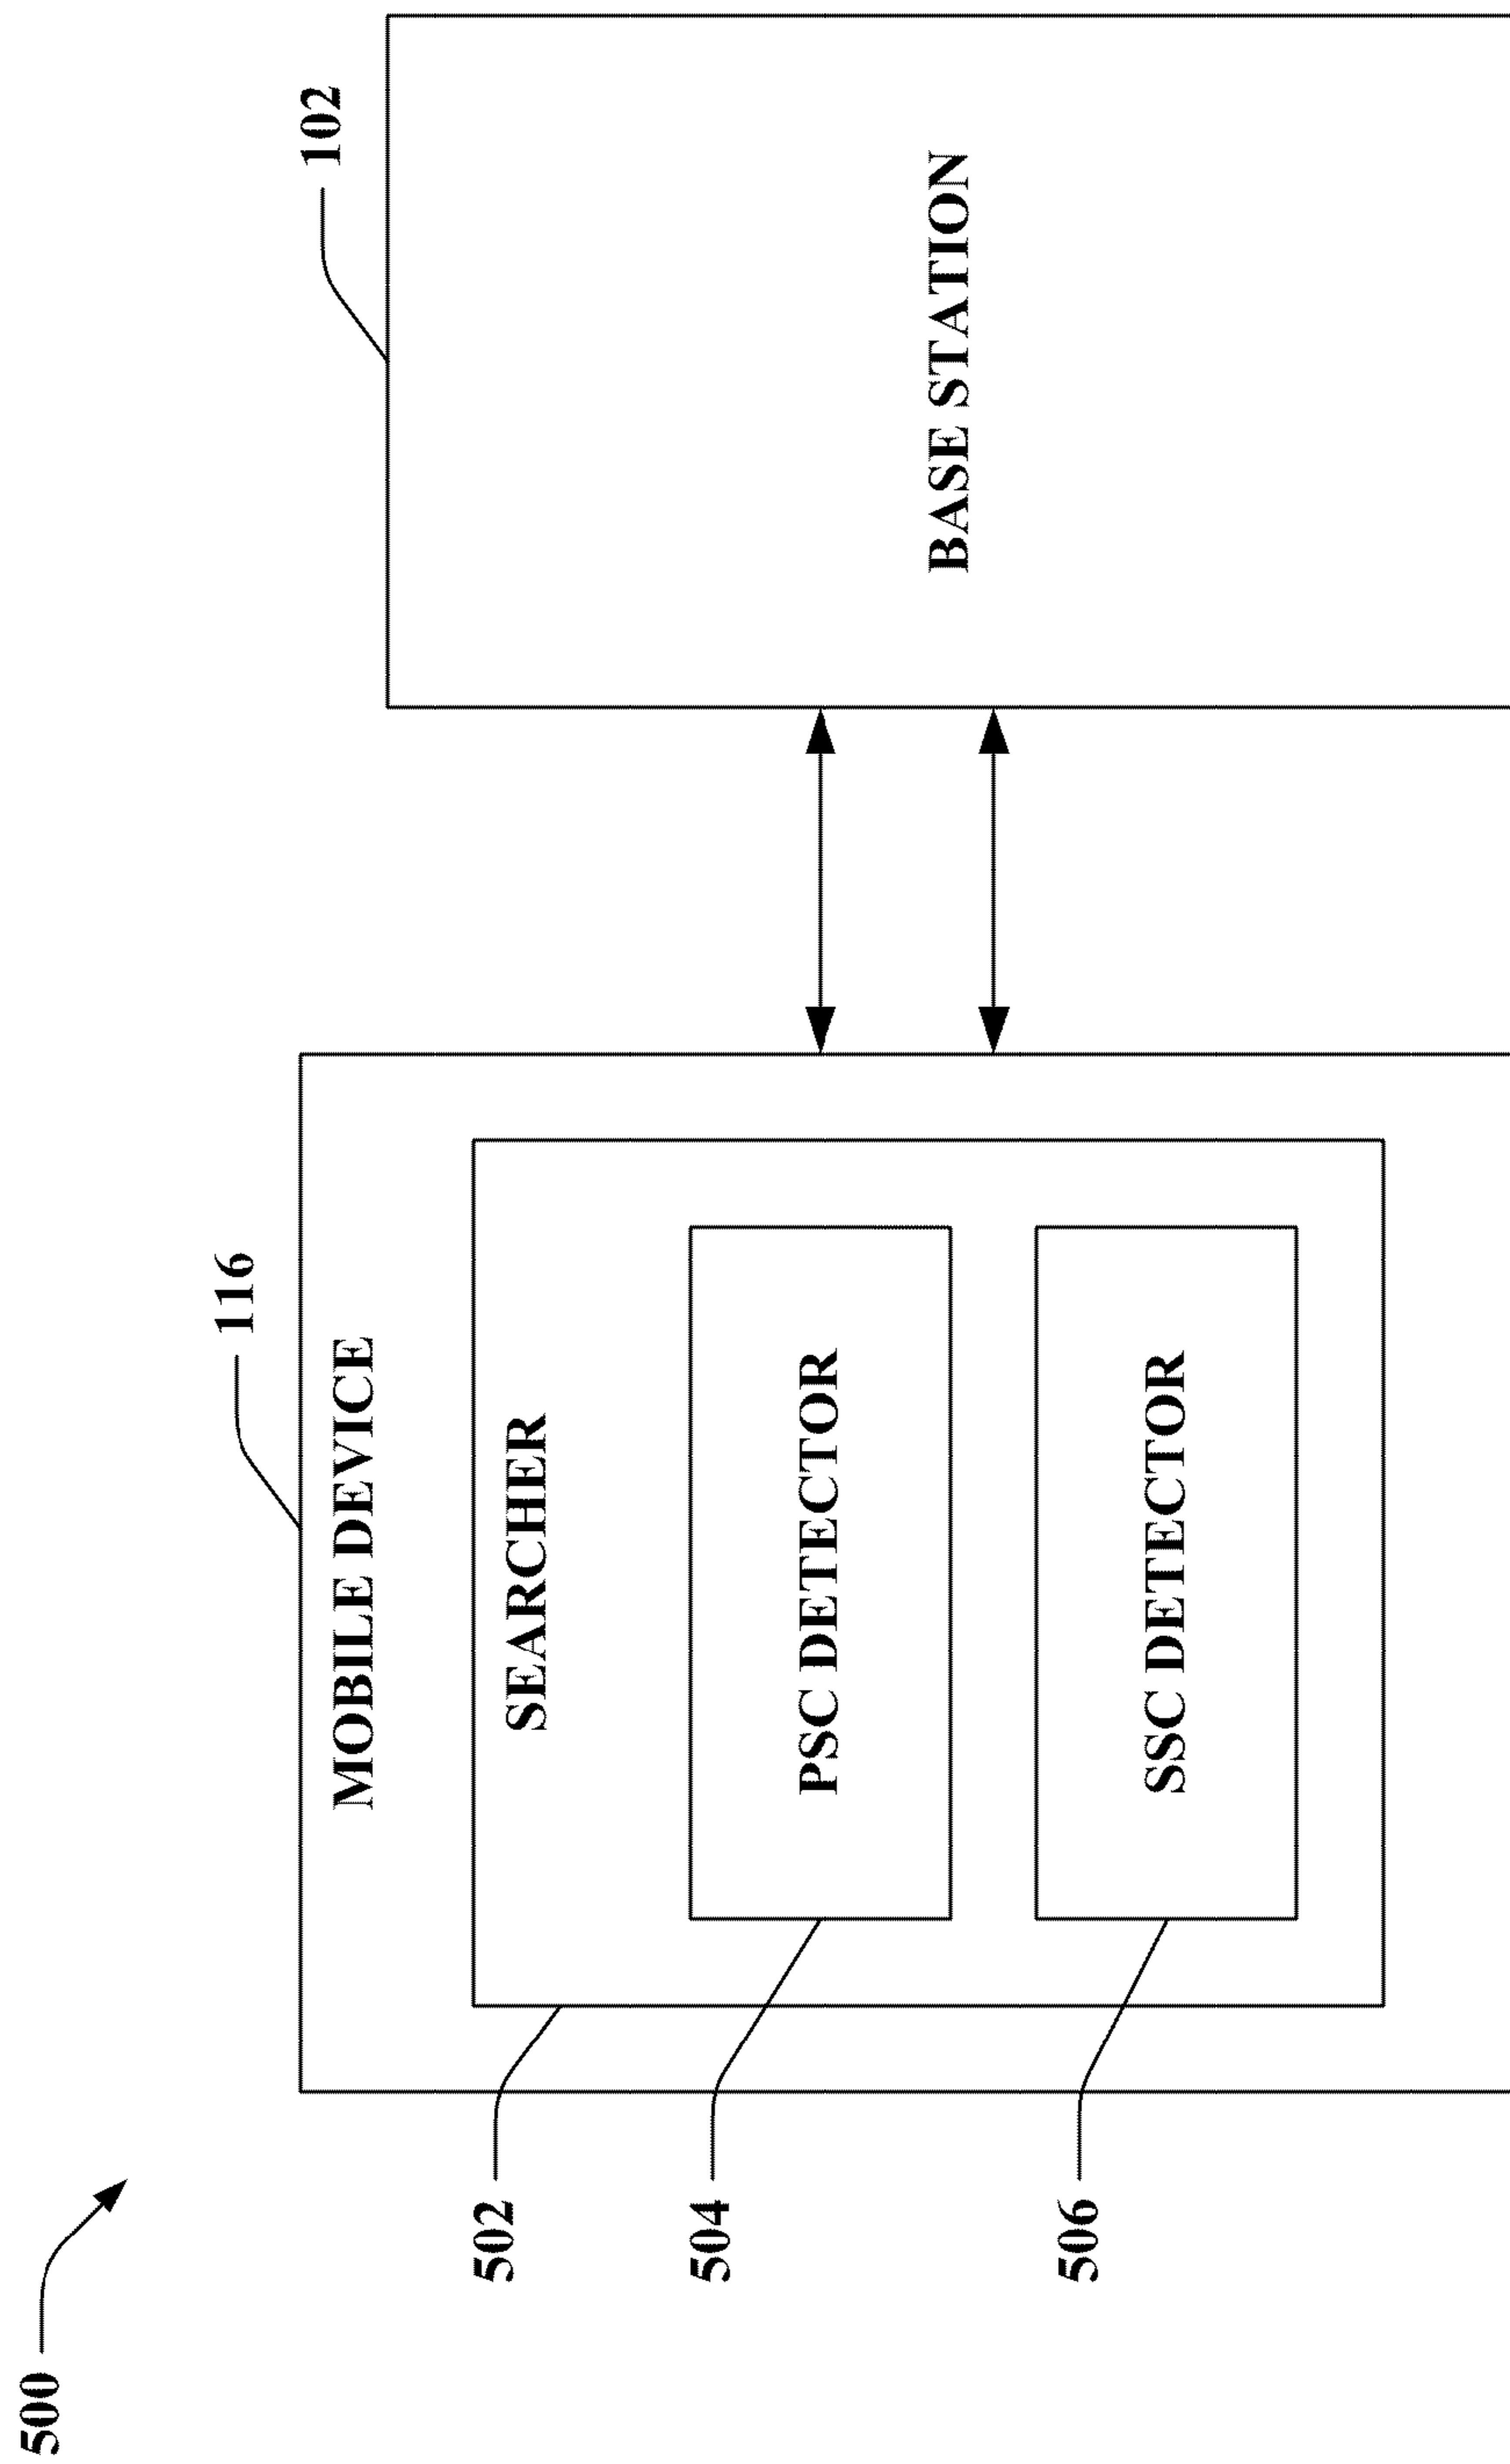 500
116
102
MOBILE DEVICE
SEARCHER
502
PSC DETECTOR
504
SSC DETECTOR
506
BASE STATION